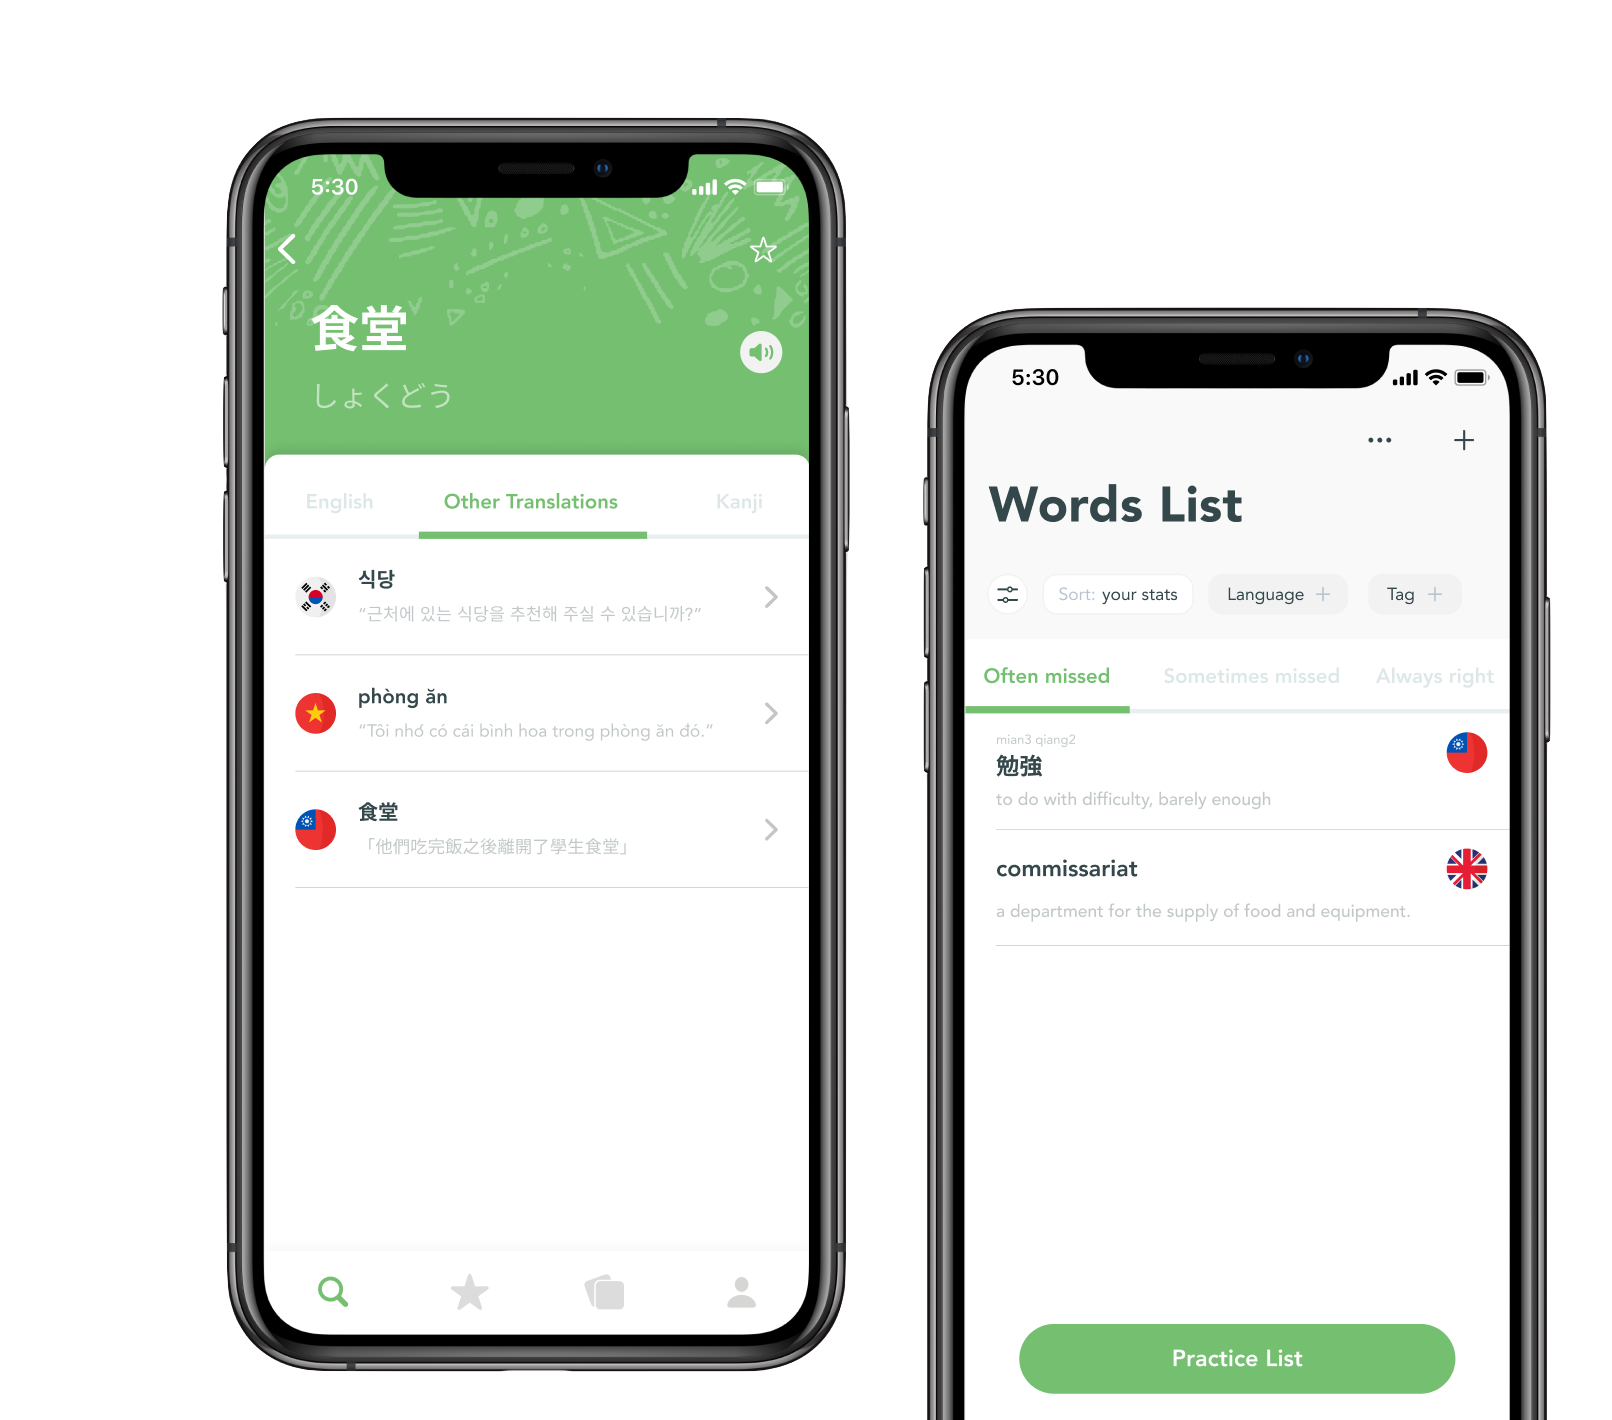 5:30
食堂
しょくどう
English Other Translations Kanji
식당
“근처에 있는 식당을 추천해 주실 수 있습니까?”
phòng ăn
“Tôi nhớ có cái bình hoa trong phòng ăn đó.”
食堂
「他們吃完飯之後離開了學生食堂」
5:30
Words List
Sort: your stats Language + Tag +
Often missed Sometimes missed Always right
mian3 qiang2
勉強
to do with difficulty, barely enough
commissariat
a department for the supply of food and equipment.
Practice List